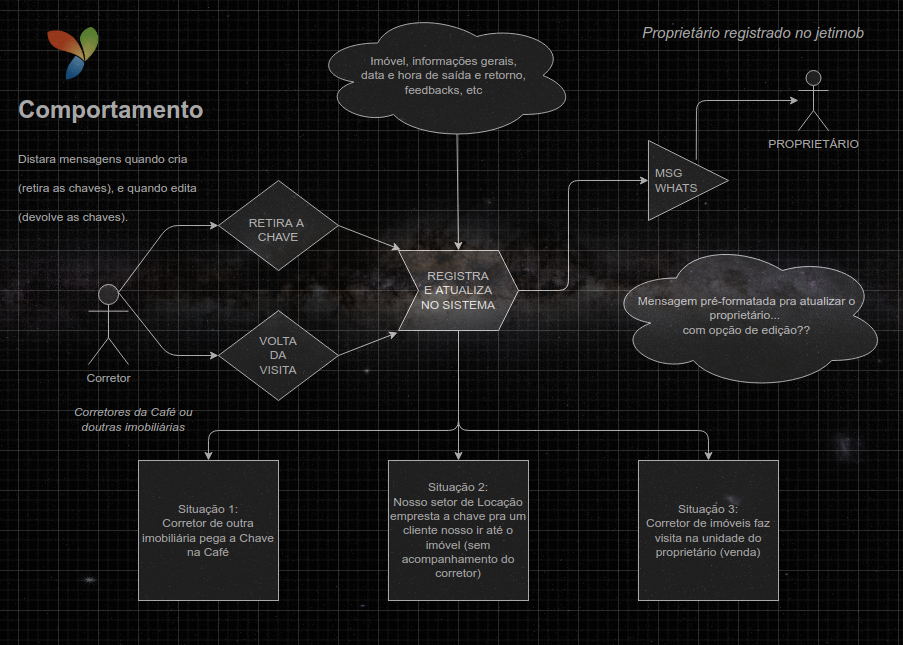 Proprietário registrado no jetimob
Imóvel, informações gerais,
data e hora de saída e retorno,
feedbacks, etc
Comportamento
PROPRIETÁRIO
Distara mensagens quando cria
(retira as chaves), e quando edita
(devolve as chaves).
MSG
WHATS
RETIRA A
CHAVE
REGISTRA
E ATUALIZA
NO SISTEMA
Mensagem pré-formatada pra atualizar o
proprietário...
com opção de edição??
VOLTA
DA
VISITA
Corretor
Corretores da Café ou
doutras imobiliárias
Situação 1:
Corretor de outra
imobiliária pega a Chave
na Café
Situação 2:
Nosso setor de Locação
empresta a chave pra um
cliente nosso ir até o
imóvel (sem
acompanhamento do
corretor)
Situação 3:
Corretor de imóveis faz
visita na unidade do
proprietário (venda)